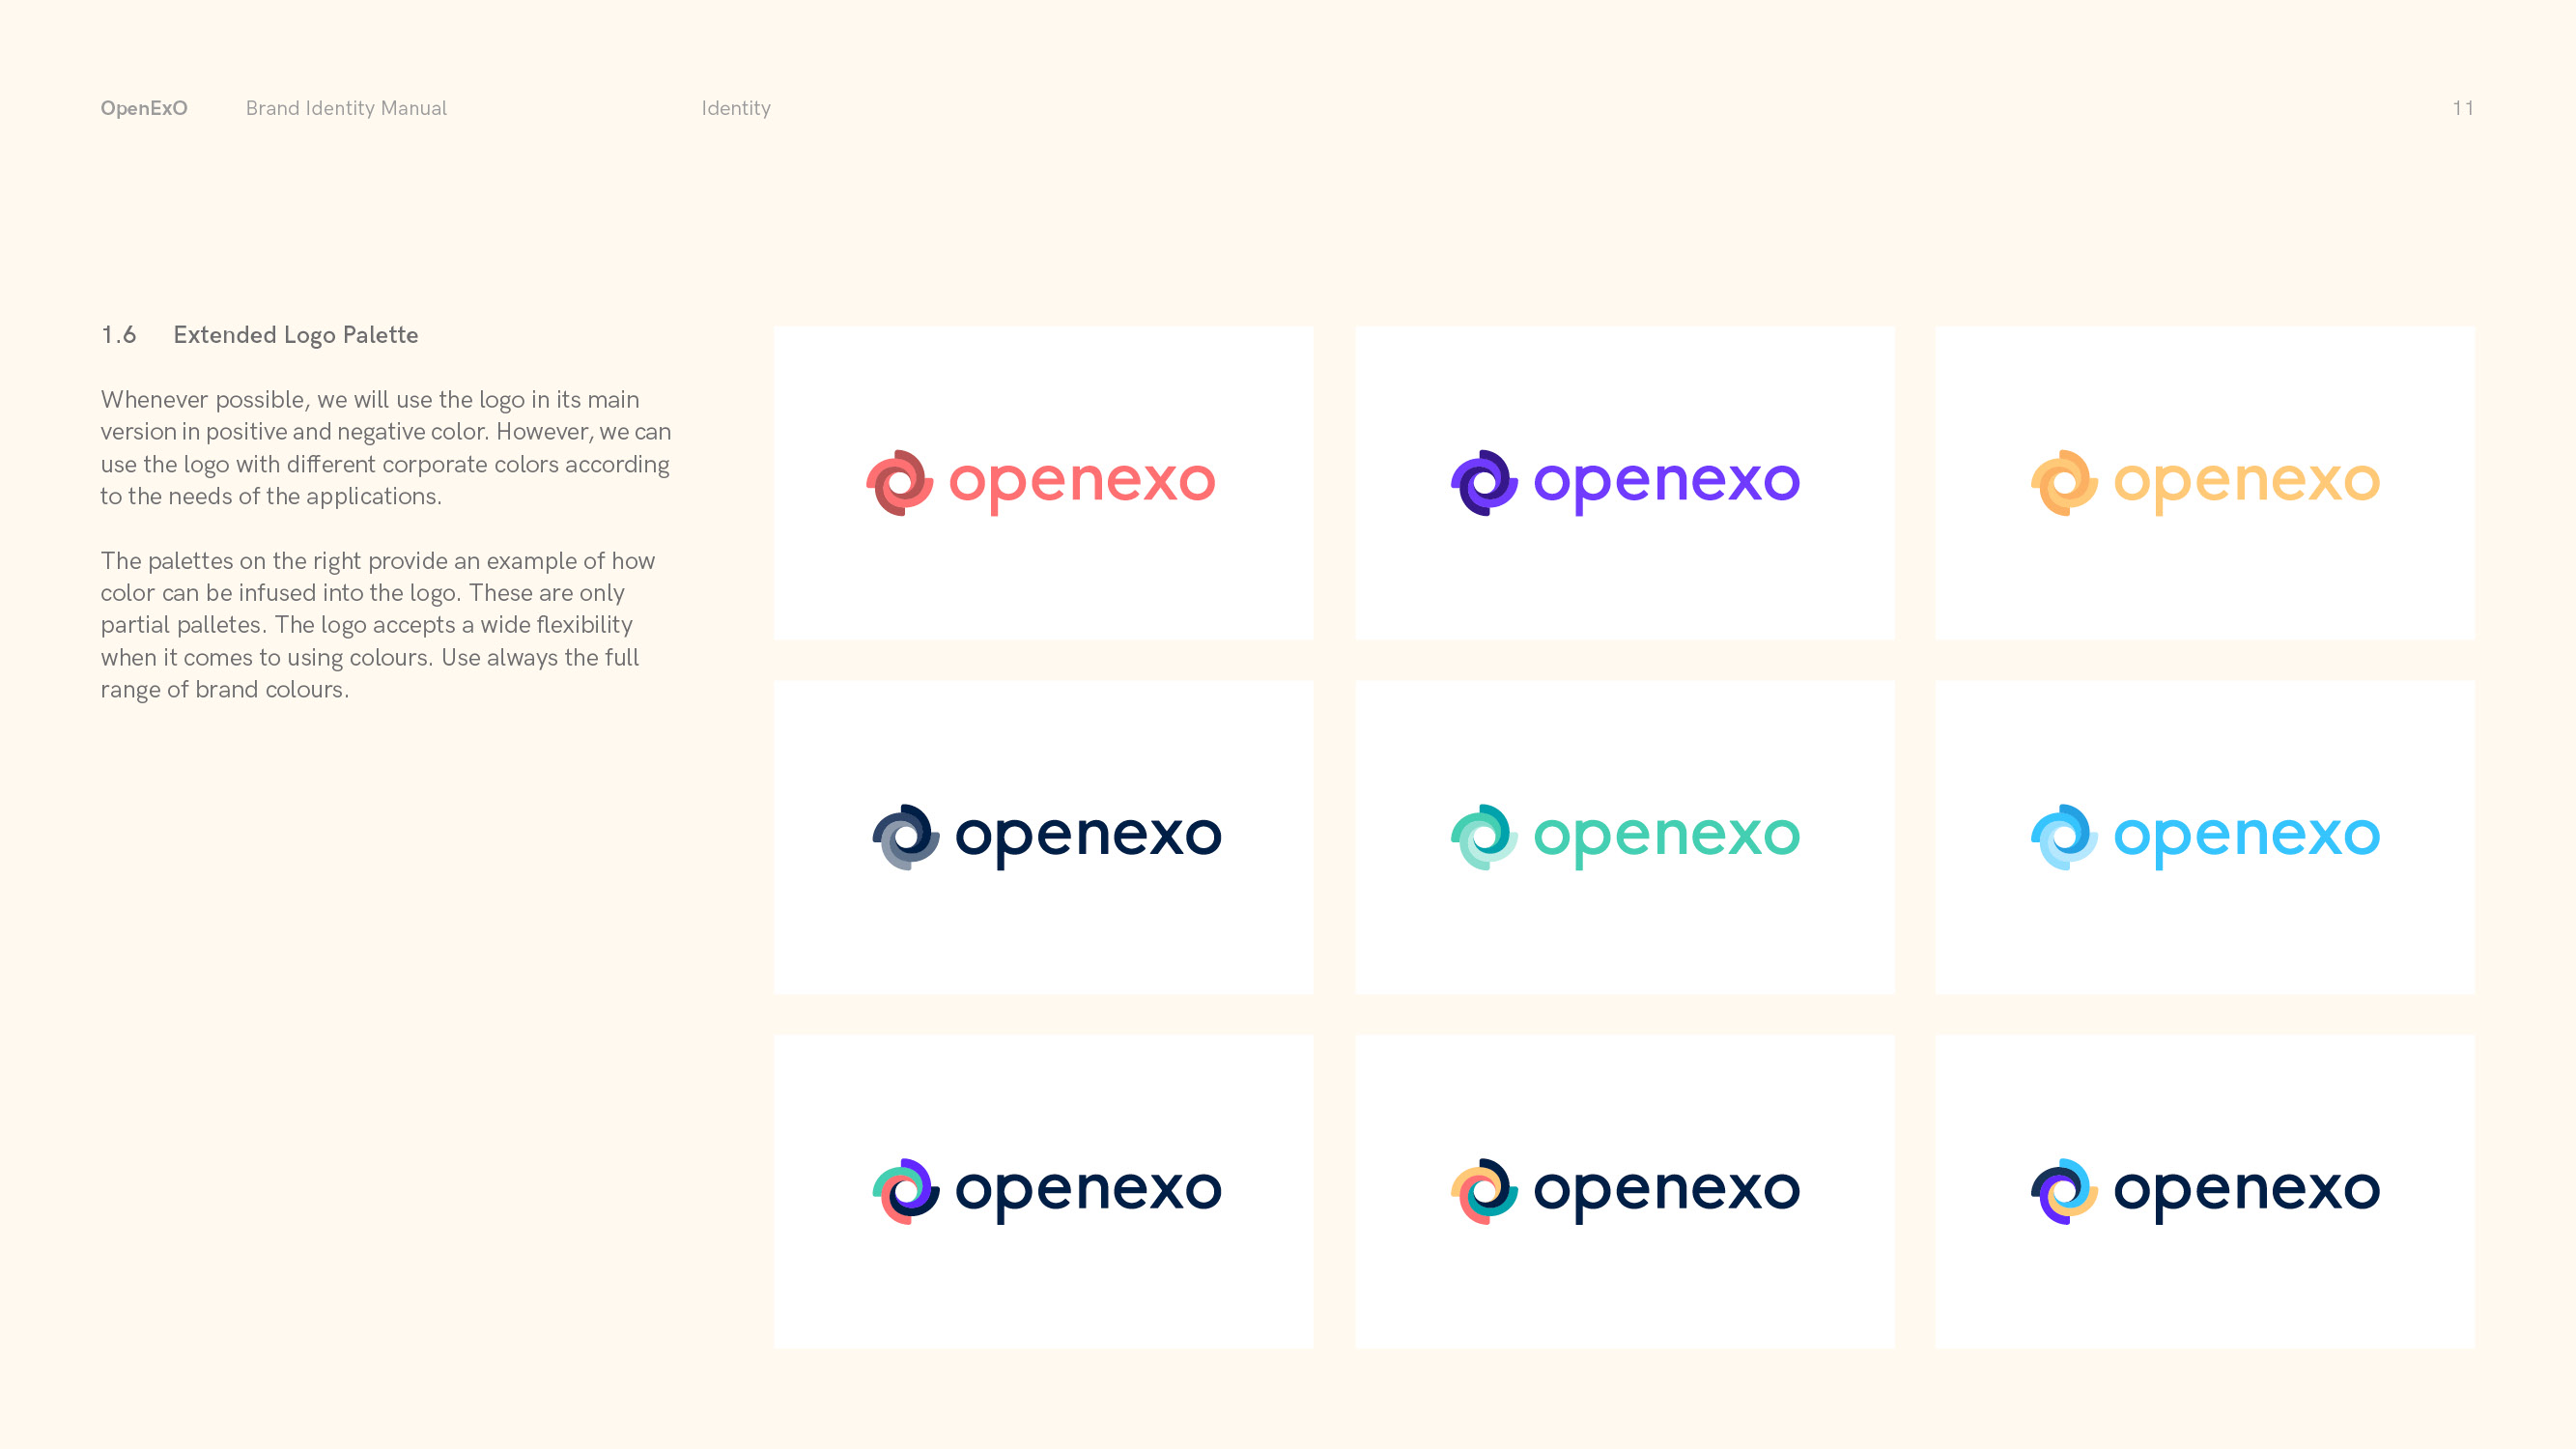 OpenExO Brand Identity Manual Identity 11
1.6 Extended Logo Palette
Whenever possible, we will use the logo in its main
version in positive and negative color. However, we can
use the logo with different corporate colors according
to the needs of the applications.
The palettes on the right provide an example of how
color can be infused into the logo. These are only
partial palletes. The logo accepts a wide flexibility
when it comes to using colours. Use always the full
range of brand colours.
openexo openexo openexo
openexo openexo openexo
openexo openexo openexo